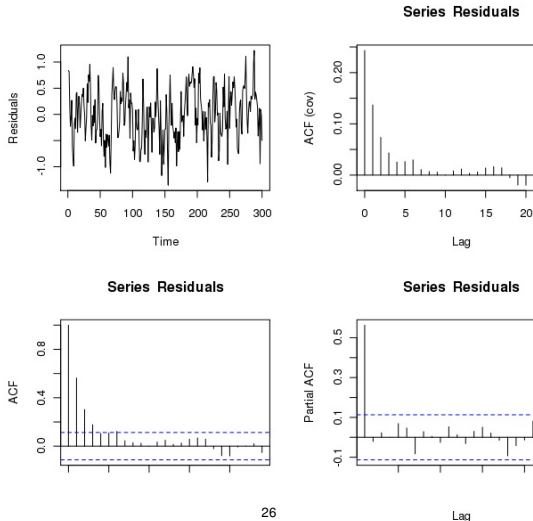 Series Residuals
Residuals
-1.0
0.0
0.5
1.0
0
50
100
150
200
250
300
Time
ACF (cov)
0.00
0.10
0.20
0
5
10
15
20
Lag
Series Residuals
ACF
0.0
0.4
0.8
Series Residuals
Partial ACF
-0.1
0.1
0.3
0.5
26
Lag